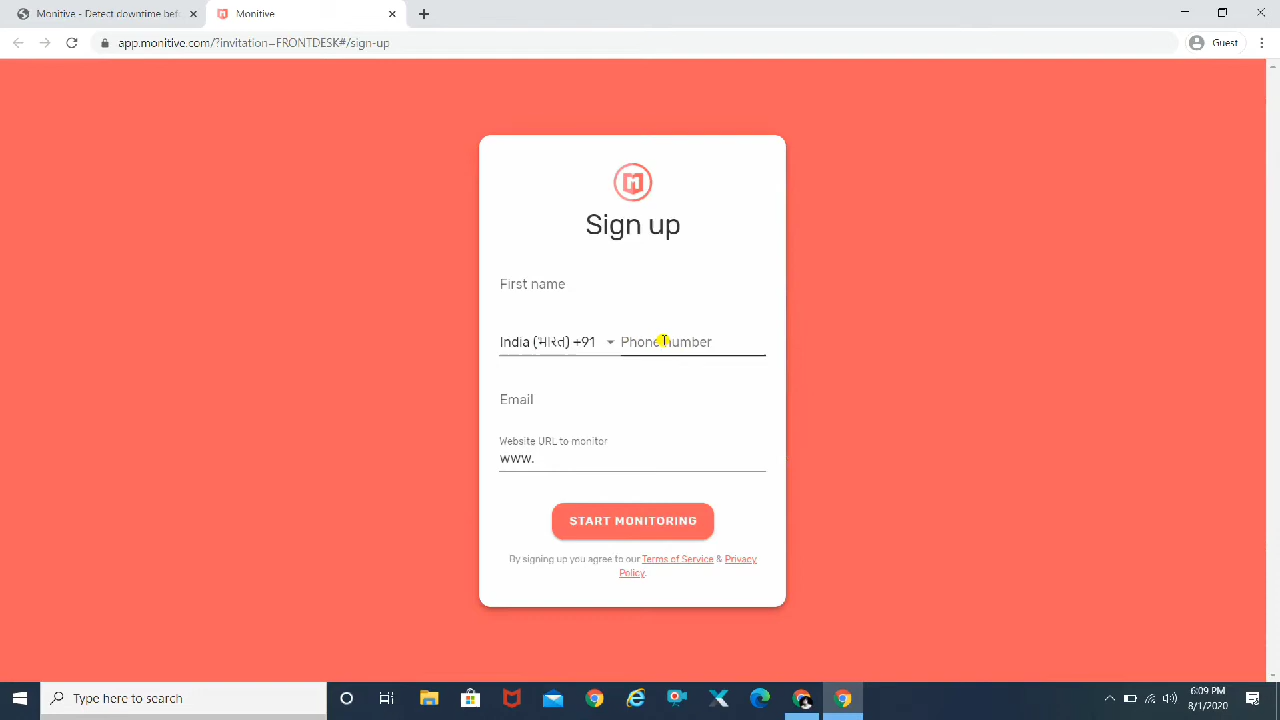 Monitive - Detect downtime befo
Monitive
app.monitive.com/?invitation=FRONTDESK#/sign-up
Guest
Sign up
First name
India (भारत) +91
Phone number
Email
Website URL to monitor
www.
START MONITORING
By signing up you agree to our Terms of Service & Privacy
Policy.
Type here to search
6:09 PM
8/1/2020